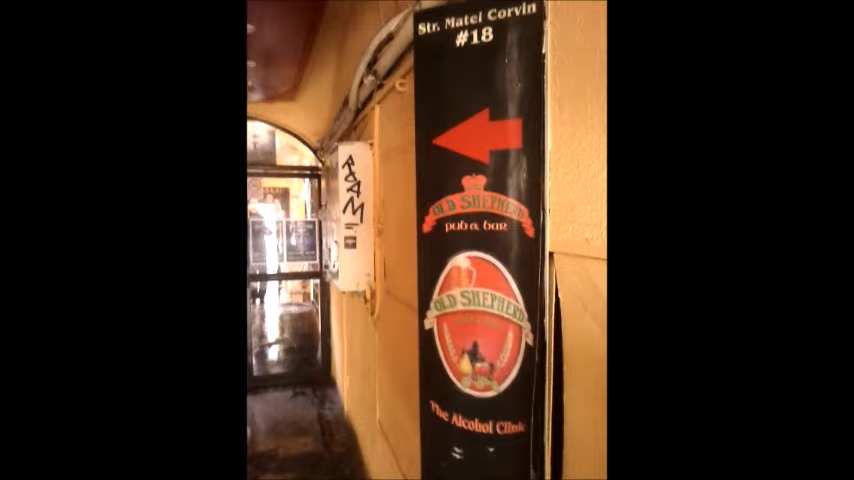 Str. Matei Corvin
#18
OLD SHEPHERD
pub & bar
OLD SHEPHERD
The Alcohol Clinic